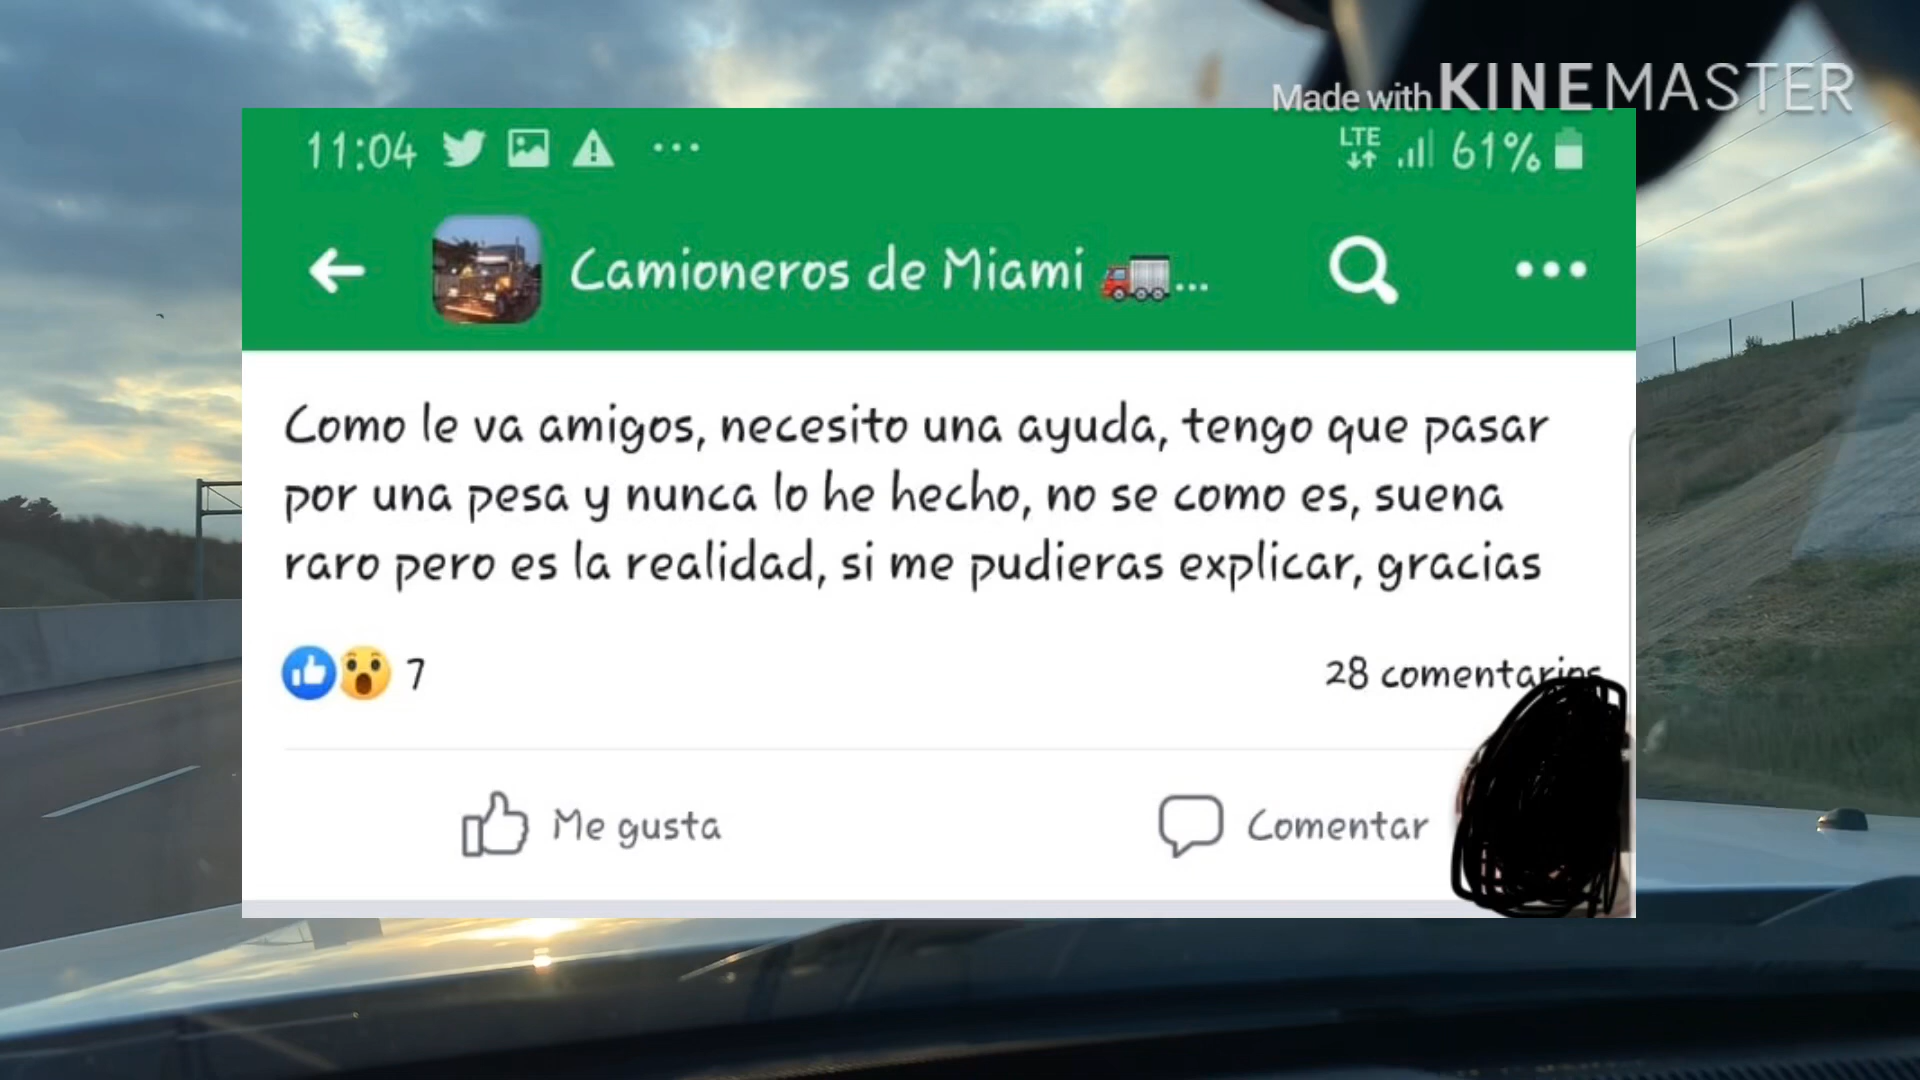 Made with KINEMASTER
11:04 ... LTE 61%
Camioneros de Miami 🚛...
Como le va amigos, necesito una ayuda, tengo que pasar
por una pesa y nunca lo he hecho, no se como es, suena
raro pero es la realidad, si me pudieras explicar, gracias
7 28 comentarios
Me gusta Comentar